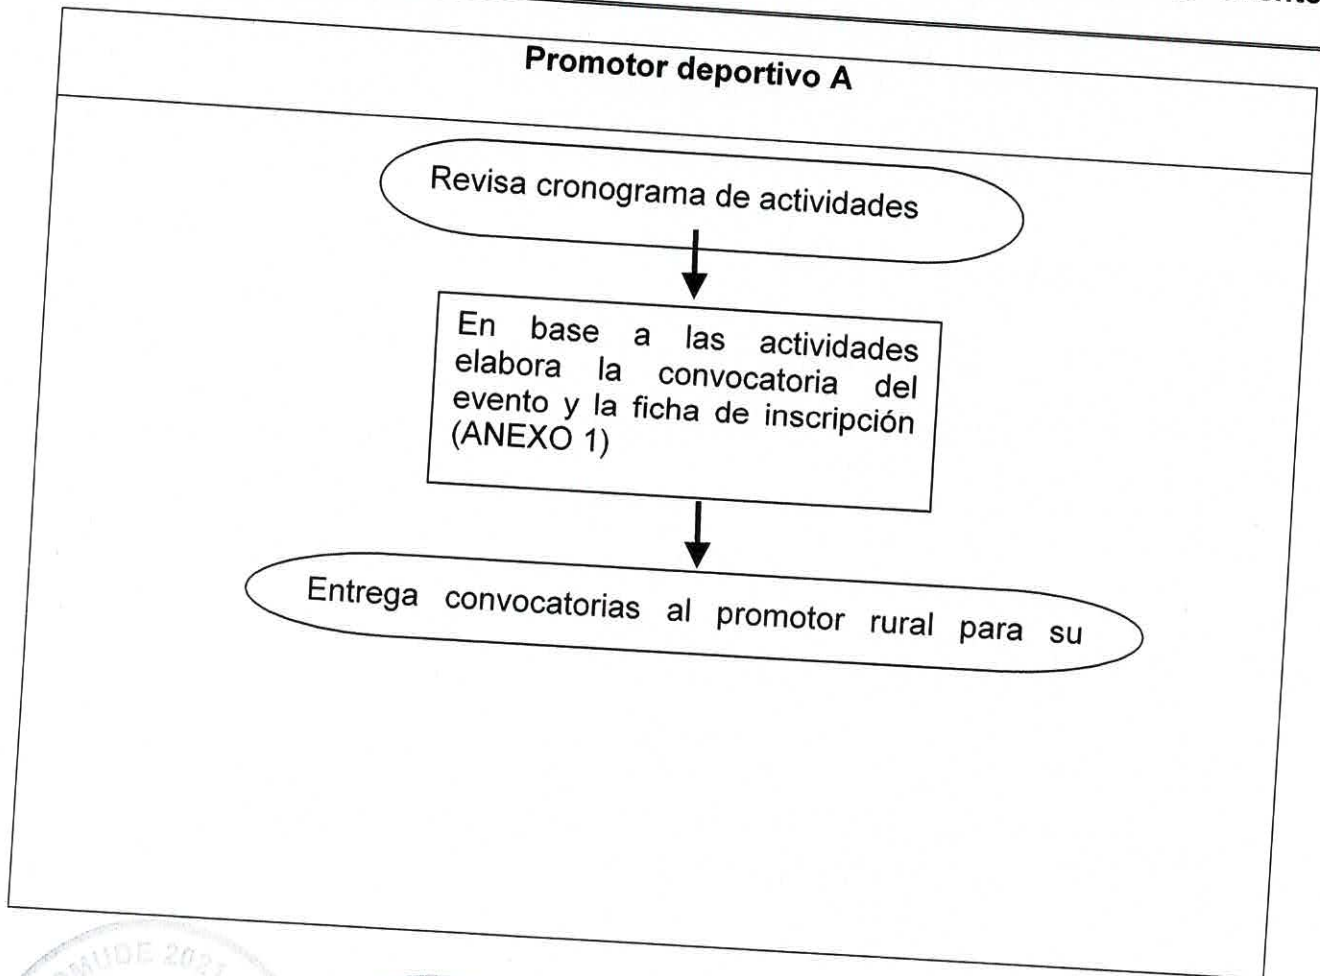 Promotor deportivo A
Revisa cronograma de actividades
En base a las actividades
elabora la convocatoria del
evento y la ficha de inscripción
(ANEXO 1)
Entrega convocatorias al promotor rural para su